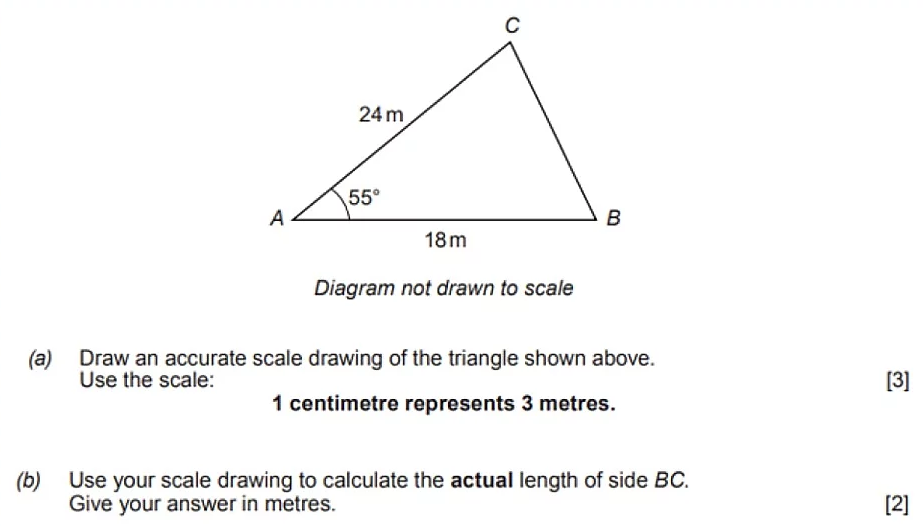 C
24 m
55°
A
B
18 m
Diagram not drawn to scale
(a) Draw an accurate scale drawing of the triangle shown above.
Use the scale: [3]
1 centimetre represents 3 metres.
(b) Use your scale drawing to calculate the actual length of side BC.
Give your answer in metres. [2]